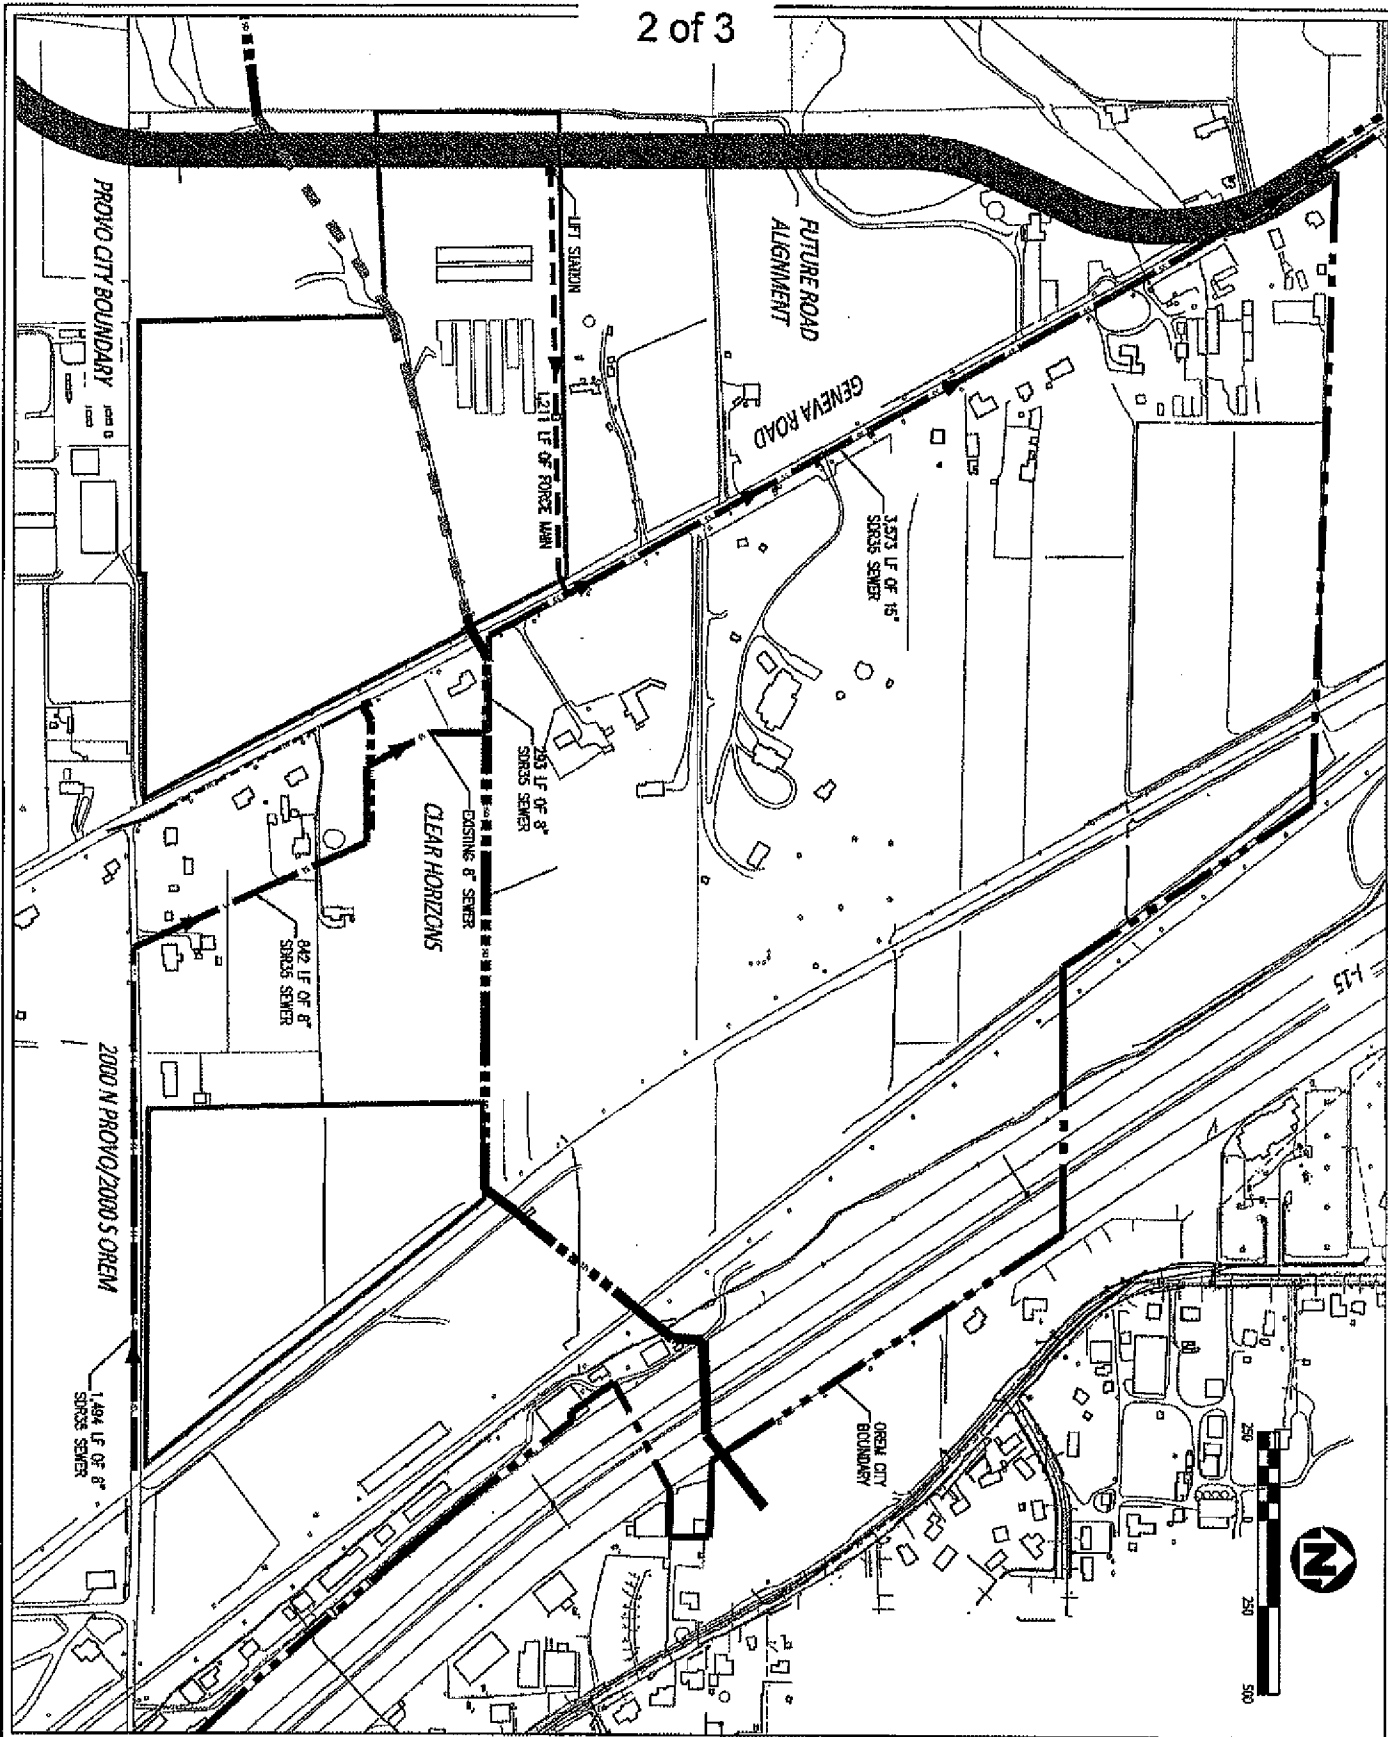 2 of 3
PROVO CITY BOUNDARY
LIFT STATION
FUTURE ROAD
ALIGNMENT
1,211 LF OF FORCE MAIN
GENEVA ROAD
3,573 LF OF 15"
SDR35 SEWER
293 LF OF 8"
SDR35 SEWER
EXISTING 8" SEWER
CLEAR HORIZONS
842 LF OF 8"
SDR35 SEWER
2000 N PROVO/2000 S OREM
1,494 LF OF 8"
SDR35 SEWER
I-15
OREM CITY
BOUNDARY
250
250
500
N